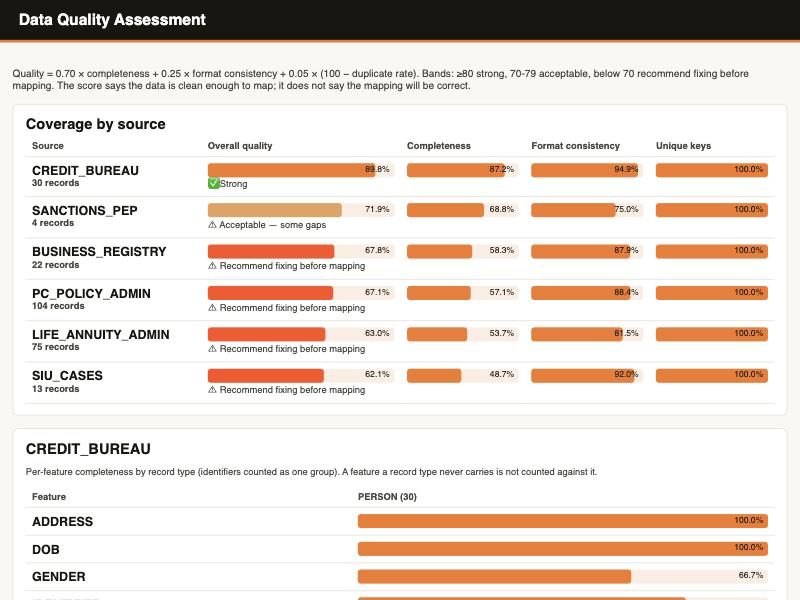 Data Quality Assessment
Quality = 0.70 × completeness + 0.25 × format consistency + 0.05 × (100 − duplicate rate). Bands: ≥80 strong, 70-79 acceptable, below 70 recommend fixing before
mapping. The score says the data is clean enough to map; it does not say the mapping will be correct.
Coverage by source
Source Overall quality Completeness Format consistency Unique keys
CREDIT_BUREAU 89.8% 87.2% 94.9% 100.0%
30 records ✅Strong
SANCTIONS_PEP 71.9% 68.8% 75.0% 100.0%
4 records ⚠ Acceptable — some gaps
BUSINESS_REGISTRY 67.8% 58.3% 87.9% 100.0%
22 records ⚠ Recommend fixing before mapping
PC_POLICY_ADMIN 67.1% 57.1% 88.4% 100.0%
104 records ⚠ Recommend fixing before mapping
LIFE_ANNUITY_ADMIN 63.0% 53.7% 81.5% 100.0%
75 records ⚠ Recommend fixing before mapping
SIU_CASES 62.1% 48.7% 92.0% 100.0%
13 records ⚠ Recommend fixing before mapping
CREDIT_BUREAU
Per-feature completeness by record type (identifiers counted as one group). A feature a record type never carries is not counted against it.
Feature PERSON (30)
ADDRESS 100.0%
DOB 100.0%
GENDER 66.7%